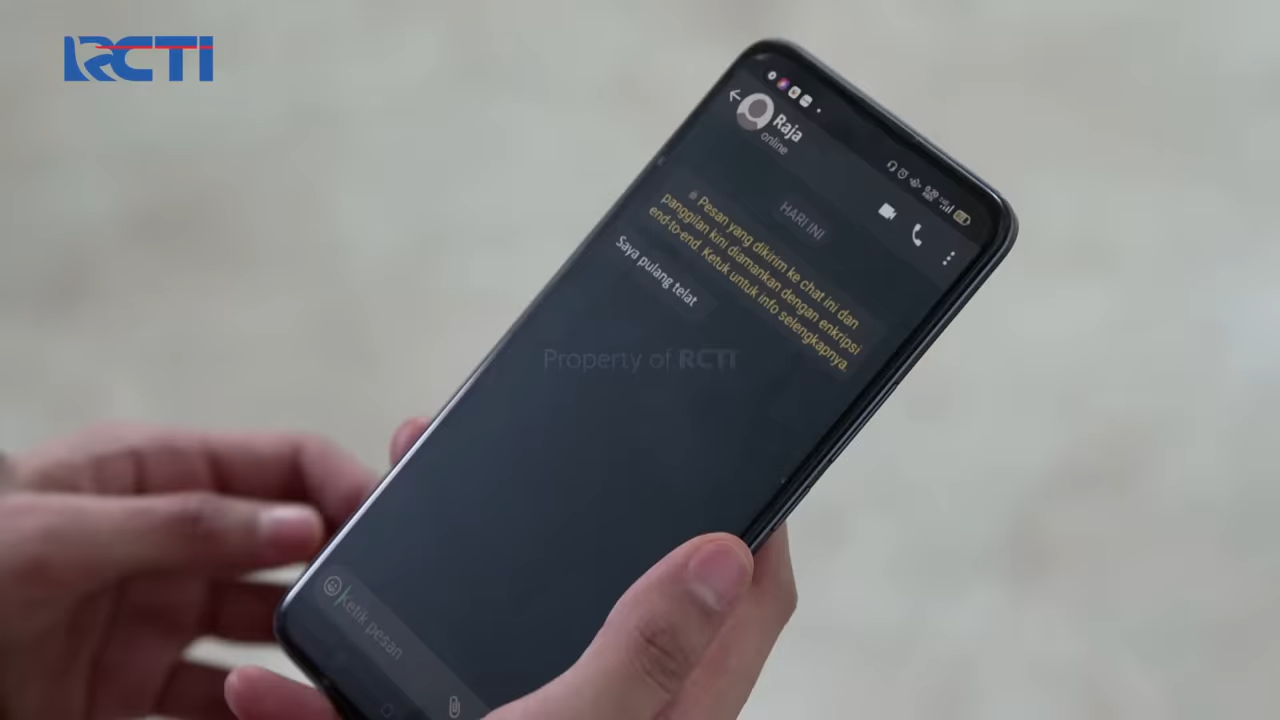 RCTI
Raja
online
HARI INI
Pesan yang dikirim ke chat ini dan
panggilan kini diamankan dengan enkripsi
end-to-end. Ketuk untuk info selengkapnya.
Saya pulang telat
Property of RCTI
Ketik pesan